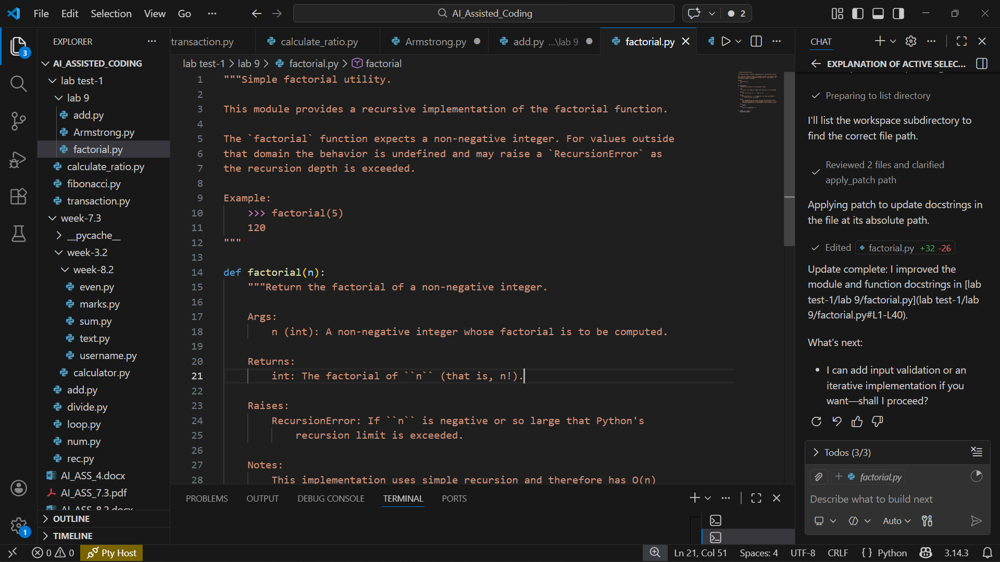 File Edit Selection View Go
AI_Assisted_Coding
2
EXPLORER
3
AI_ASSISTED_CODING
lab test-1
lab 9
add.py
Armstrong.py
factorial.py
calculate_ratio.py
fibonacci.py
transaction.py
week-7.3
__pycache__
week-3.2
week-8.2
even.py
marks.py
sum.py
text.py
username.py
calculator.py
add.py
divide.py
loop.py
num.py
rec.py
AI_ASS_4.docx
AI_ASS_7.3.pdf
AI_ASS_8.2.docx
OUTLINE
TIMELINE
1
transaction.py calculate_ratio.py Armstrong.py add.py ...\lab 9 factorial.py
lab test-1 > lab 9 > factorial.py > factorial
1 """Simple factorial utility.
2
3 This module provides a recursive implementation of the factorial function.
4
5 The `factorial` function expects a non-negative integer. For values outside
6 that domain the behavior is undefined and may raise a `RecursionError` as
7 the recursion depth is exceeded.
8
9 Example:
10 >>> factorial(5)
11 120
12 """
13
14 def factorial(n):
15 """Return the factorial of a non-negative integer.
16
17 Args:
18 n (int): A non-negative integer whose factorial is to be computed.
19
20 Returns:
21 int: The factorial of ``n`` (that is, n!).
22
23 Raises:
24 RecursionError: If ``n`` is negative or so large that Python's
25 recursion limit is exceeded.
26
27 Notes:
28 This implementation uses simple recursion and therefore has O(n)
PROBLEMS OUTPUT DEBUG CONSOLE TERMINAL PORTS
CHAT
EXPLANATION OF ACTIVE SELEC...
Preparing to list directory
I'll list the workspace subdirectory to
find the correct file path.
Reviewed 2 files and clarified
apply_patch path
Applying patch to update docstrings in
the file at its absolute path.
Edited factorial.py +32 -26
Update complete: I improved the
module and function docstrings in [lab
test-1/lab 9/factorial.py](lab test-1/lab
9/factorial.py#L1-L40).
What's next:
• I can add input validation or an
iterative implementation if you
want—shall I proceed?
Todos (3/3)
factorial.py
Describe what to build next
Auto
0 0 Pty Host Ln 21, Col 51 Spaces: 4 UTF-8 CRLF { } Python 3.14.3